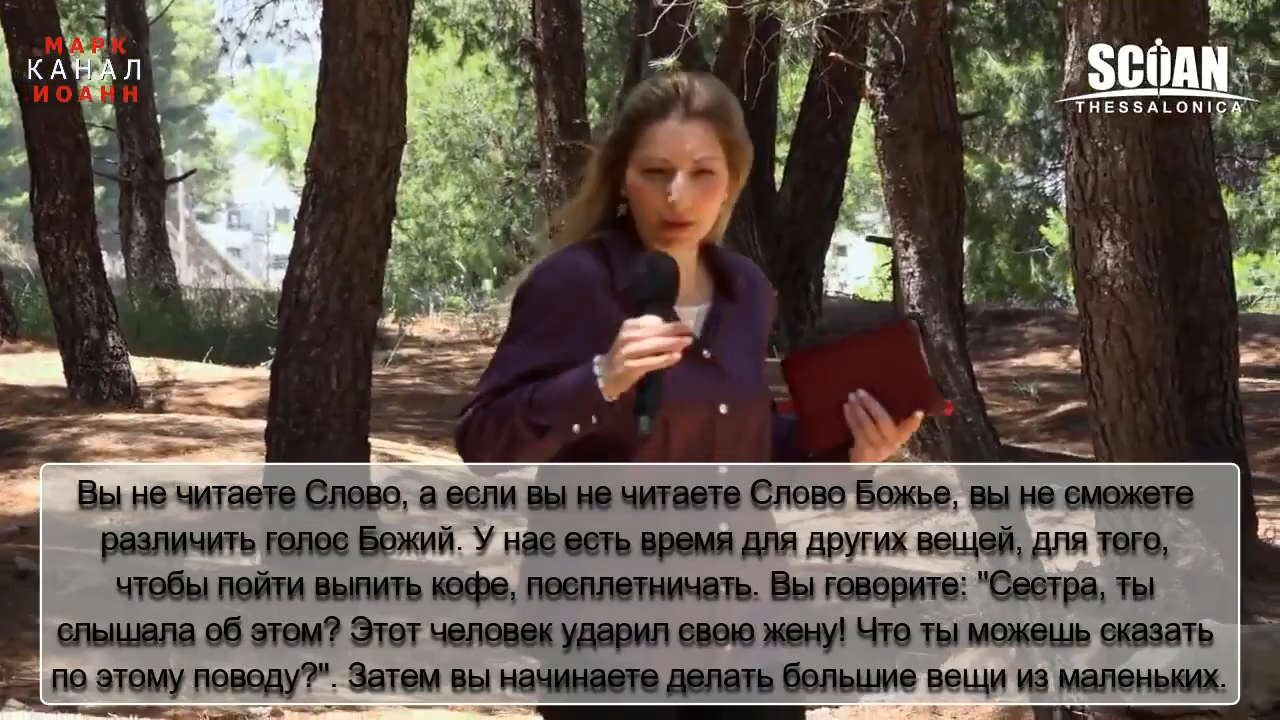 МАРК
КАНАЛ
ИОАНН
SCOAN
THESSALONICA
Вы не читаете Слово, а если вы не читаете Слово Божье, вы не сможете
различить голос Божий. У нас есть время для других вещей, для того,
чтобы пойти выпить кофе, посплетничать. Вы говорите: "Сестра, ты
слышала об этом? Этот человек ударил свою жену! Что ты можешь сказать
по этому поводу?". Затем вы начинаете делать большие вещи из маленьких.